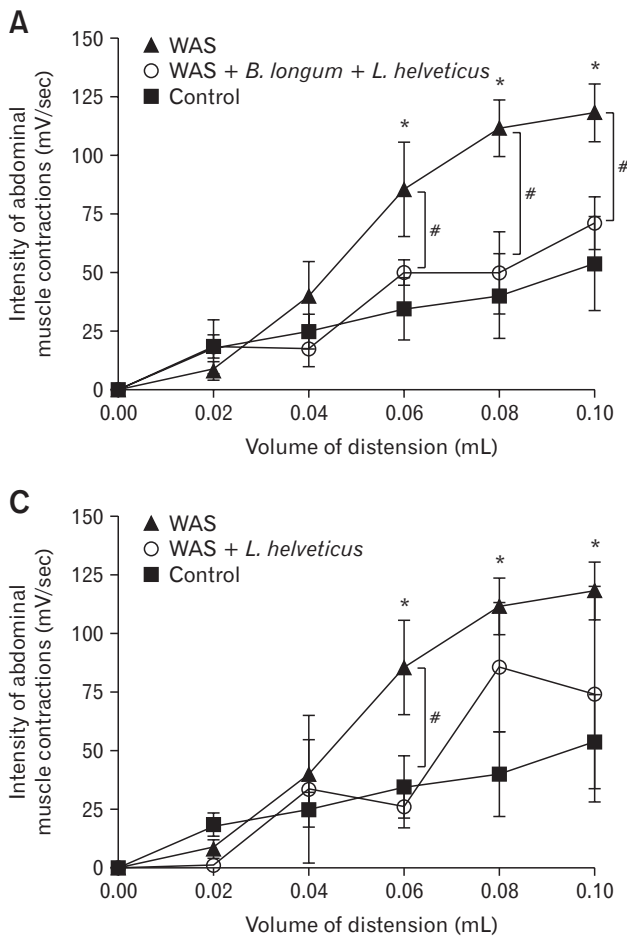 A
Intensity of abdominal
muscle contractions (mV/sec)
150
125
100
75
50
25
0
▲ WAS
○ WAS + B. longum + L. helveticus
■ Control
*
*
*
#
#
#
0.00 0.02 0.04 0.06 0.08 0.10
Volume of distension (mL)
C
Intensity of abdominal
muscle contractions (mV/sec)
150
125
100
75
50
25
0
▲ WAS
○ WAS + L. helveticus
■ Control
*
*
*
#
0.00 0.02 0.04 0.06 0.08 0.10
Volume of distension (mL)